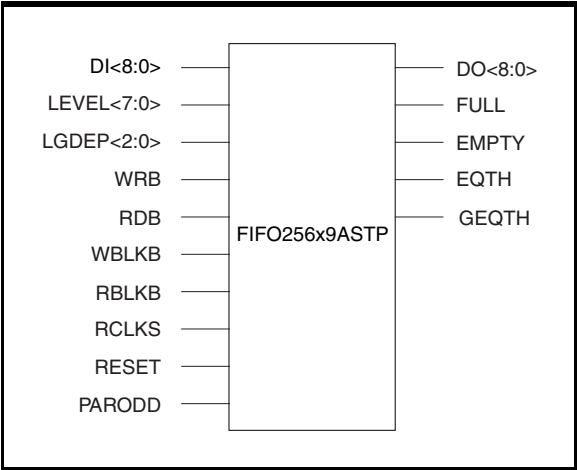 DI<8:0>
LEVEL<7:0>
LGDEP<2:0>
WRB
RDB
WBLKB
RBLKB
RCLKS
RESET
PARODD
FIFO256x9ASTP
DO<8:0>
FULL
EMPTY
EQTH
GEQTH